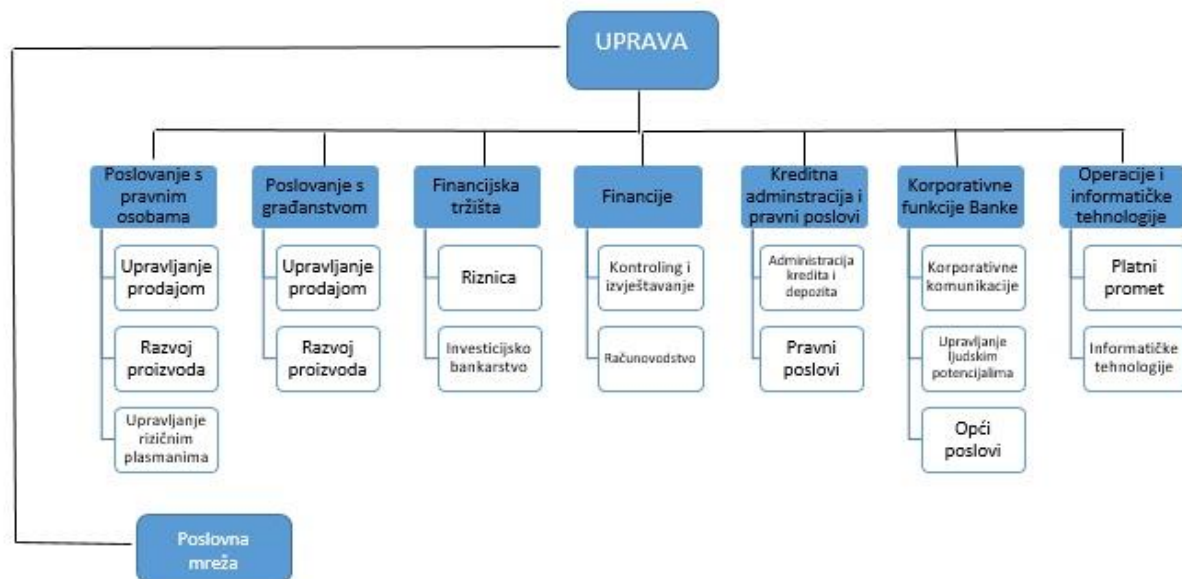 UPRAVA
Poslovanje s
pravnim
osobama
Poslovanje s
građanstvom
Financijska
tržišta
Financije
Kreditna
adminstracija i
pravni poslovi
Korporativne
funkcije Banke
Operacije i
informatičke
tehnologije
Upravljanje
prodajom
Upravljanje
prodajom
Riznica
Kontroling i
izvještavanje
Administracija
kredita i
depozita
Korporativne
komunikacije
Platni
promet
Razvoj
proizvoda
Razvoj
proizvoda
Investicijsko
bankarstvo
Računovodstvo
Pravni
poslovi
Upravljanje
ljudskim
potencijalima
Informatičke
tehnologije
Upravljanje
rizičnim
plasmanima
Opći
poslovi
Poslovna
mreža